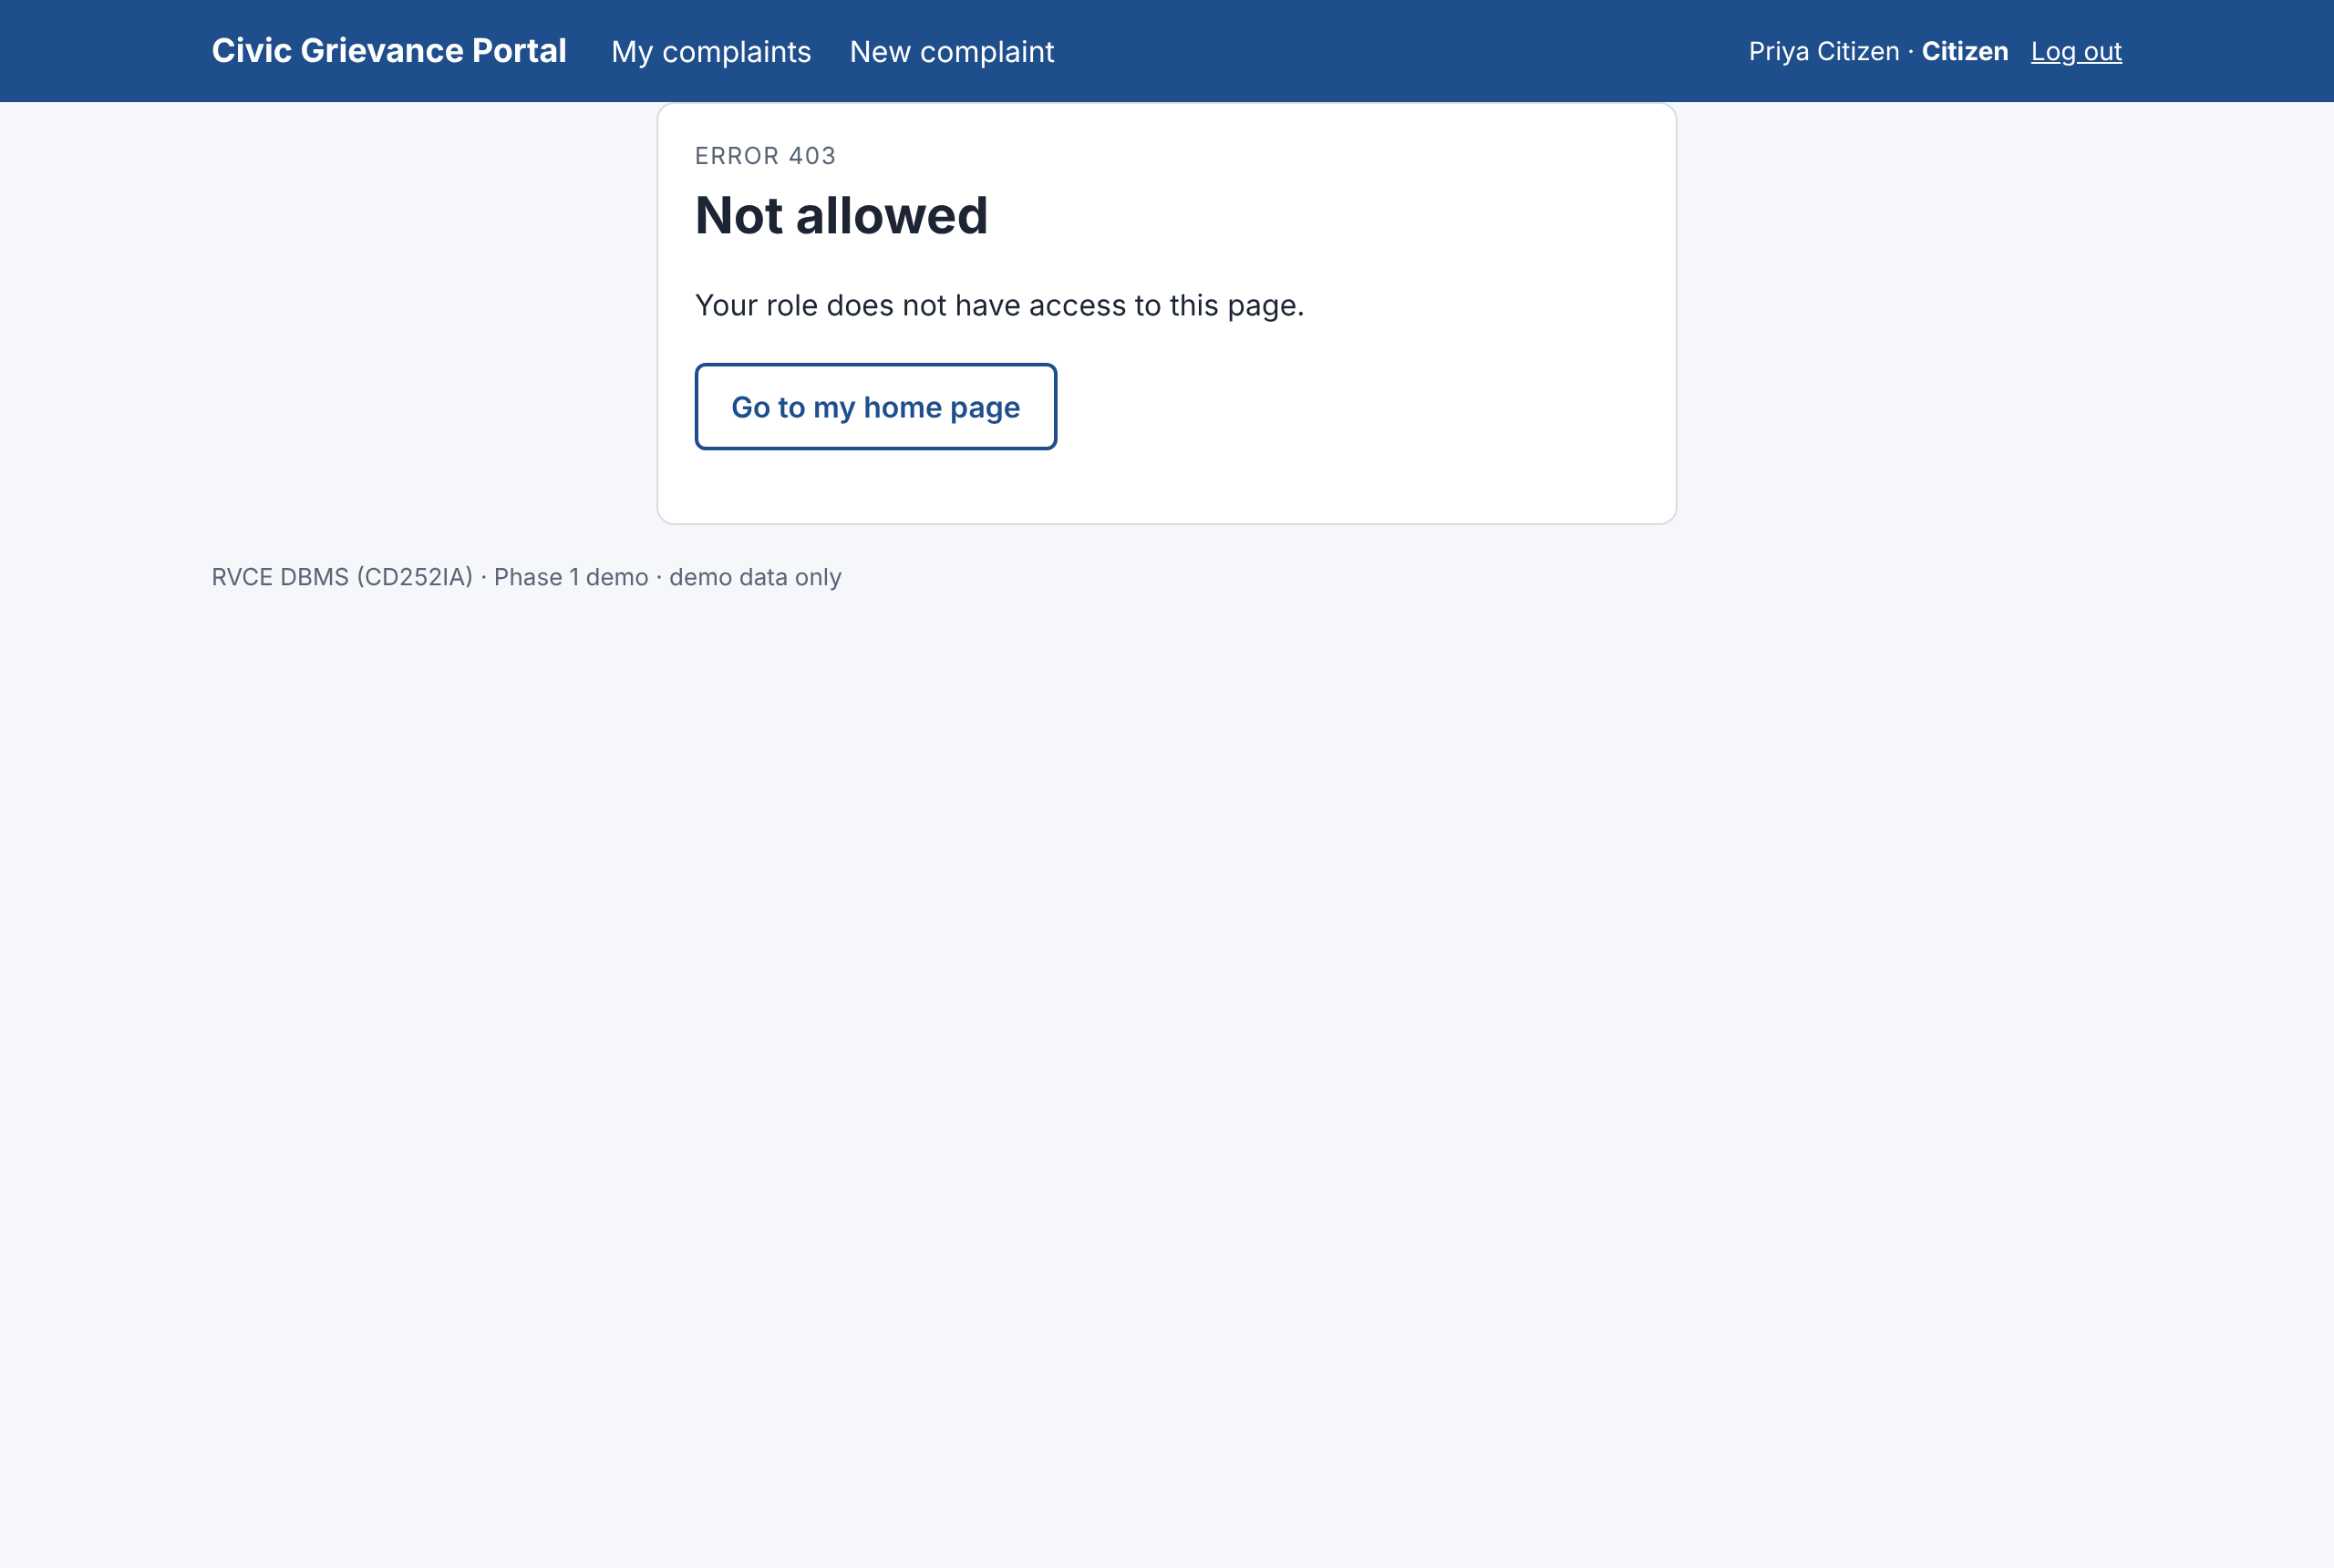 Civic Grievance Portal My complaints New complaint Priya Citizen · Citizen Log out
ERROR 403
Not allowed
Your role does not have access to this page.
Go to my home page
RVCE DBMS (CD252IA) · Phase 1 demo · demo data only